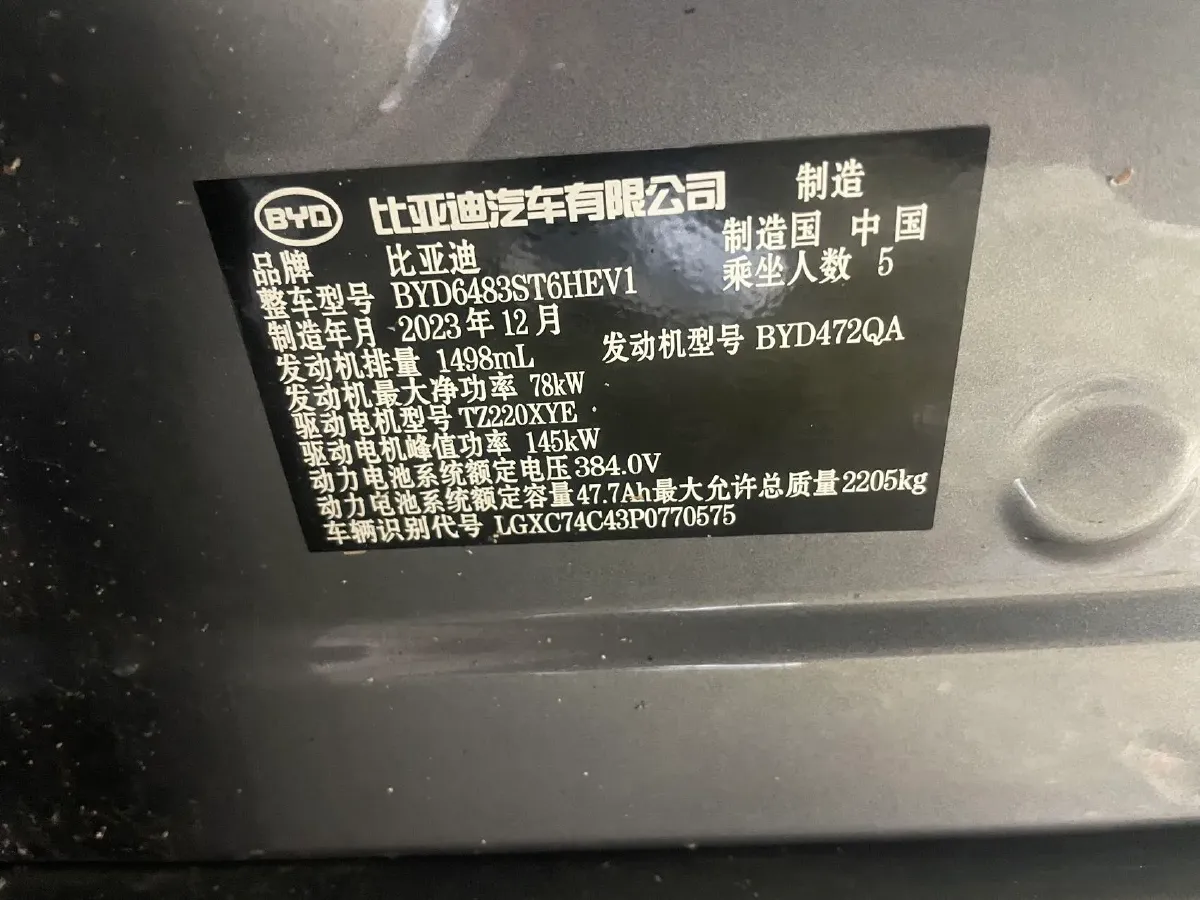 BYD 比亚迪汽车有限公司 制造
品牌 比亚迪 制造国 中国
整车型号 BYD6483ST6HEV1 乘坐人数 5
制造年月 2023年12月
发动机排量 1498mL 发动机型号 BYD472QA
发动机最大净功率 78kW
驱动电机型号 TZ220XYE
驱动电机峰值功率 145kW
动力电池系统额定电压 384.0V
动力电池系统额定容量 47.7Ah 最大允许总质量 2205kg
车辆识别代号 LGXC74C43P0770575